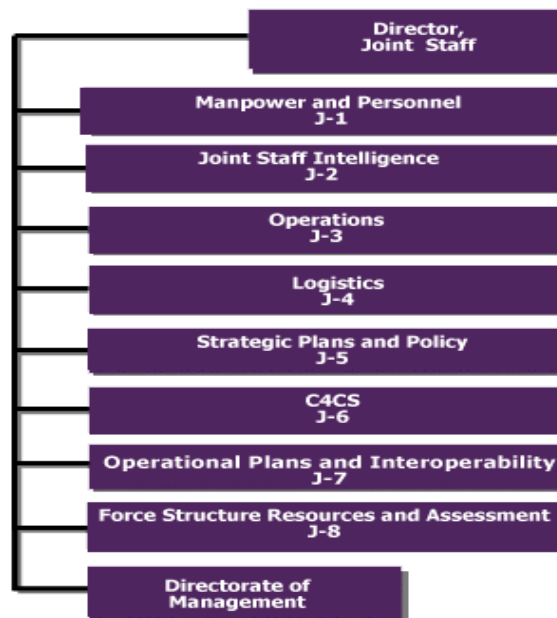 Director,
Joint Staff
Manpower and Personnel
J-1
Joint Staff Intelligence
J-2
Operations
J-3
Logistics
J-4
Strategic Plans and Policy
J-5
C4CS
J-6
Operational Plans and Interoperability
J-7
Force Structure Resources and Assessment
J-8
Directorate of
Management